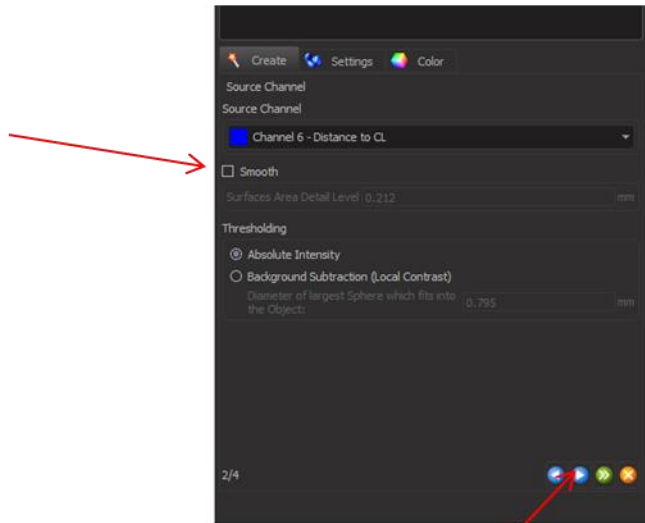 Create Settings Color
Source Channel
Source Channel
Channel 6 - Distance to CL
Smooth
Surfaces Area Detail Level 0.212 mm
Thresholding
Absolute Intensity
Background Subtraction (Local Contrast)
Diameter of largest Sphere which fits into
the Object: 0.795 mm
2/4